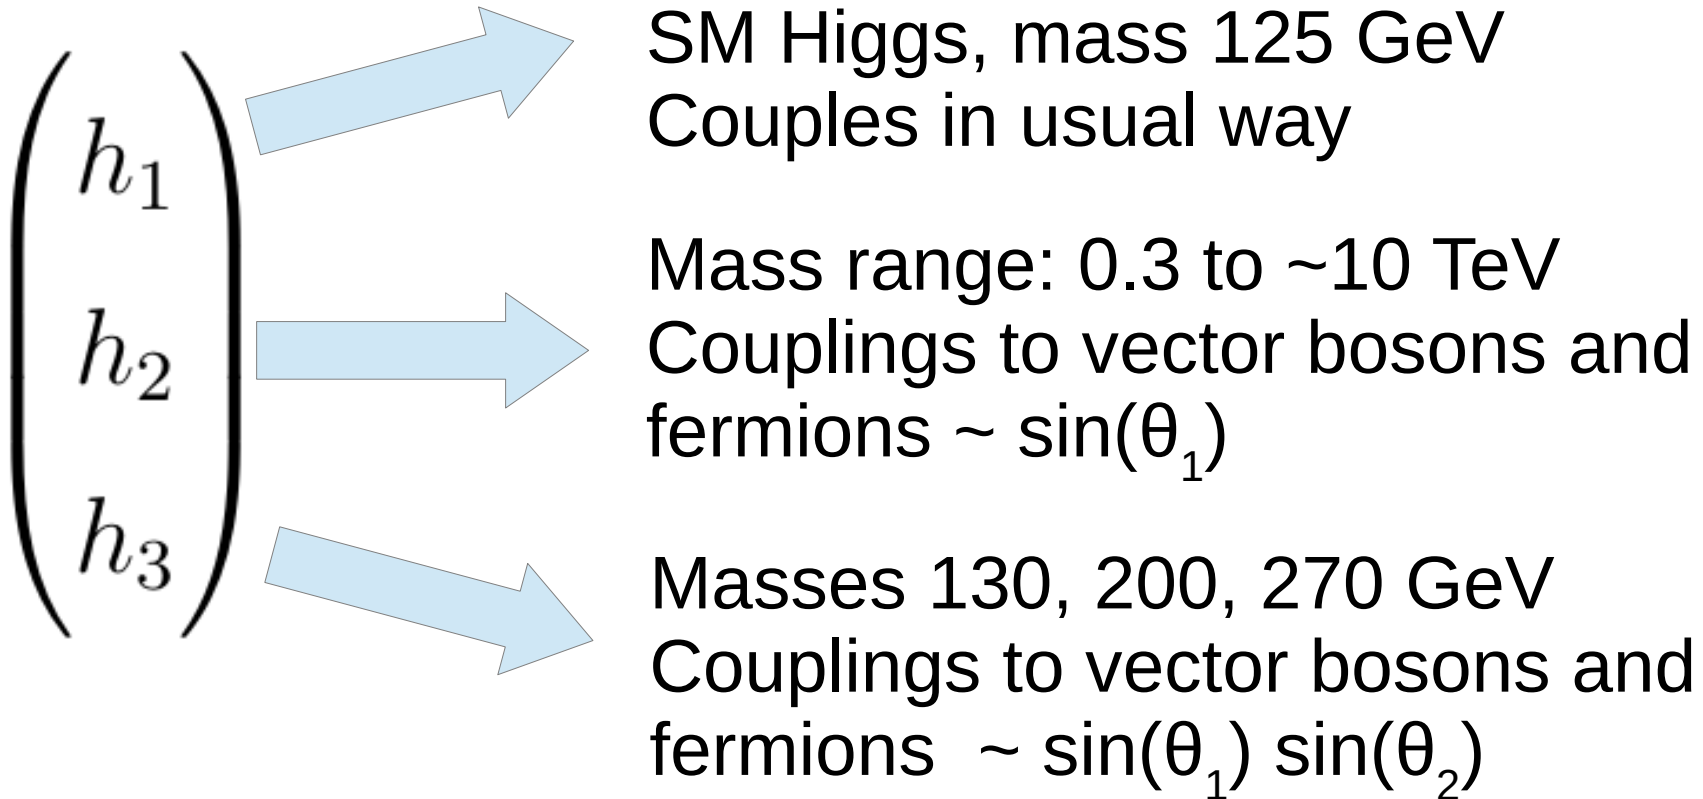 h₁
h₂
h₃
SM Higgs, mass 125 GeV
Couples in usual way
Mass range: 0.3 to ~10 TeV
Couplings to vector bosons and
fermions ~ sin(θ₁)
Masses 130, 200, 270 GeV
Couplings to vector bosons and
fermions ~ sin(θ₁) sin(θ₂)